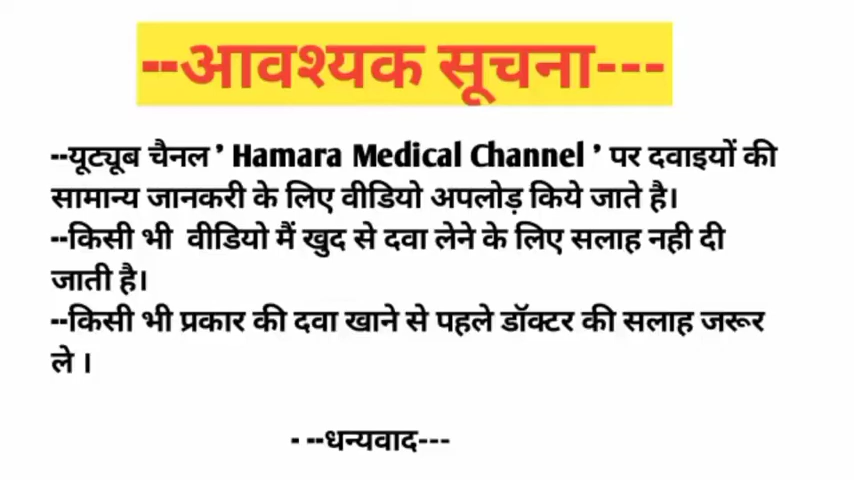 --आवश्यक सूचना---
--यूट्यूब चैनल ’ Hamara Medical Channel ’ पर दवाइयों की
सामान्य जानकरी के लिए वीडियो अपलोड़ किये जाते है।
--किसी भी वीडियो मैं खुद से दवा लेने के लिए सलाह नही दी
जाती है।
--किसी भी प्रकार की दवा खाने से पहले डॉक्टर की सलाह जरूर
ले ।
- --धन्यवाद---